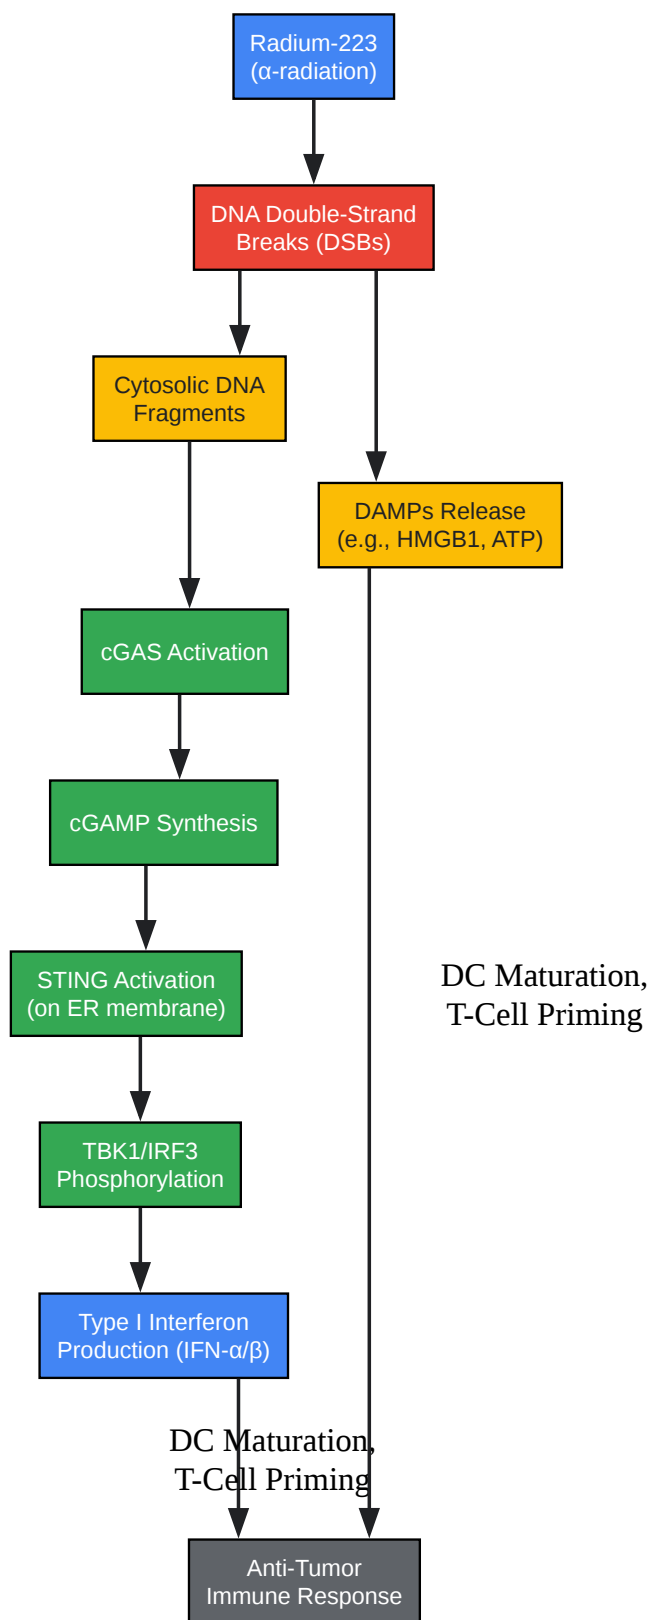 Radium-223
(α-radiation)
DNA Double-Strand
Breaks (DSBs)
Cytosolic DNA
Fragments
DAMPs Release
(e.g., HMGB1, ATP)
cGAS Activation
cGAMP Synthesis
STING Activation
(on ER membrane)
DC Maturation,
T-Cell Priming
TBK1/IRF3
Phosphorylation
Type I Interferon
Production (IFN-α/β)
DC Maturation,
T-Cell Priming
Anti-Tumor
Immune Response